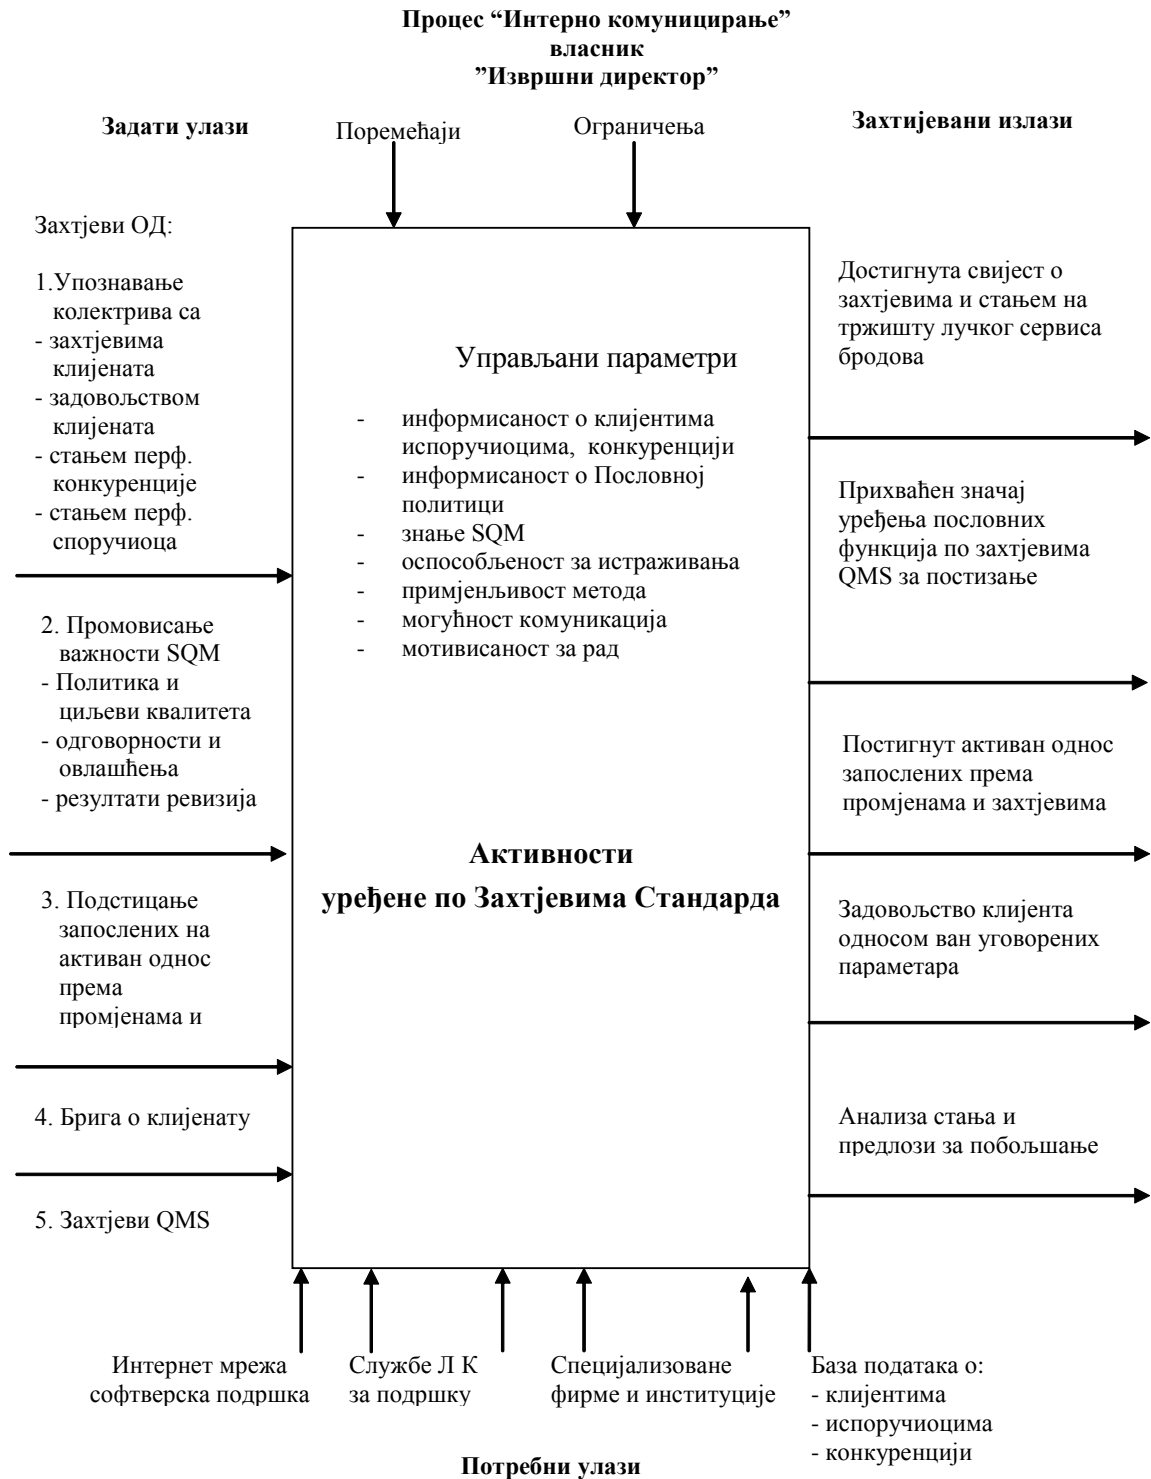 Процес “Интерно комуницирање”
власник
”Извршни директор”
Задати улази
Поремећаји
Ограничења
Захтијевани излази
Захтјеви ОД:
1.Упознавање
колектрива са
- захтјевима
клијената
- задовољством
клијената
- стањем перф.
конкуренције
- стањем перф.
споручиоца
2. Промовисање
важности SQM
- Политика и
циљеви квалитета
- одговорности и
овлашћења
- резултати ревизија
3. Подстицање
запослених на
активан однос
према
промјенама и
4. Брига о клијенату
5. Захтјеви QMS
Управљани параметри
- информисаност о клијентима
испоручиоцима, конкуренцији
- информисаност о Пословној
политици
- знање SQM
- оспособљеност за истраживања
- примјенљивост метода
- могућност комуникација
- мотивисаност за рад
Активности
уређене по Захтјевима Стандарда
Достигнута свијест о
захтјевима и стањем на
тржишту лучког сервиса
бродова
Прихваћен значај
уређења пословних
функција по захтјевима
QMS за постизање
Постигнут активан однос
запослених према
промјенама и захтјевима
Задовољство клијента
односом ван уговорених
параметара
Анализа стања и
предлози за побољшање
Интернет мрежа
софтверска подршка
Службе Л К
за подршку
Специјализоване
фирме и институције
База података о:
- клијентима
- испоручиоцима
- конкуренцији
Потребни улази